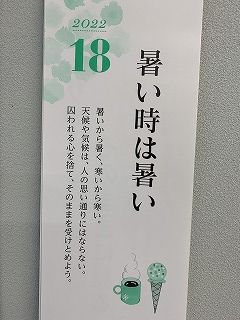 2022
18
暑い時は暑い
暑いから暑く、寒いから寒い。
天候や気候は、人の思い通りにはならない。
囚われる心を捨て、そのままを受けとめよう。